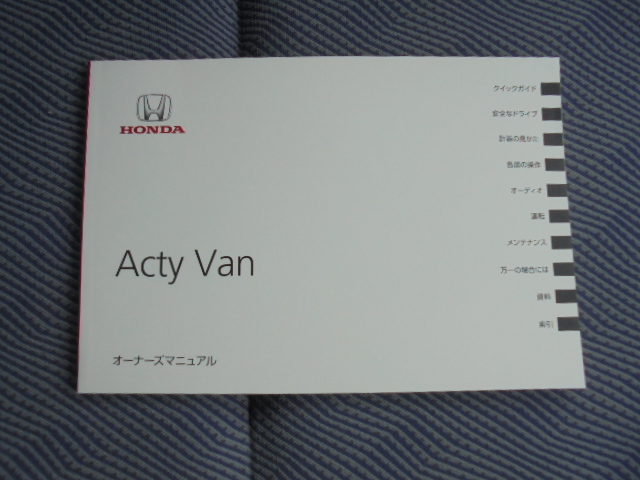 HONDA
Acty Van
オーナーズマニュアル
クイックガイド
安全なドライブ
計器の見かた
各部の操作
オーディオ
運転
メンテナンス
万一の場合には
資料
索引